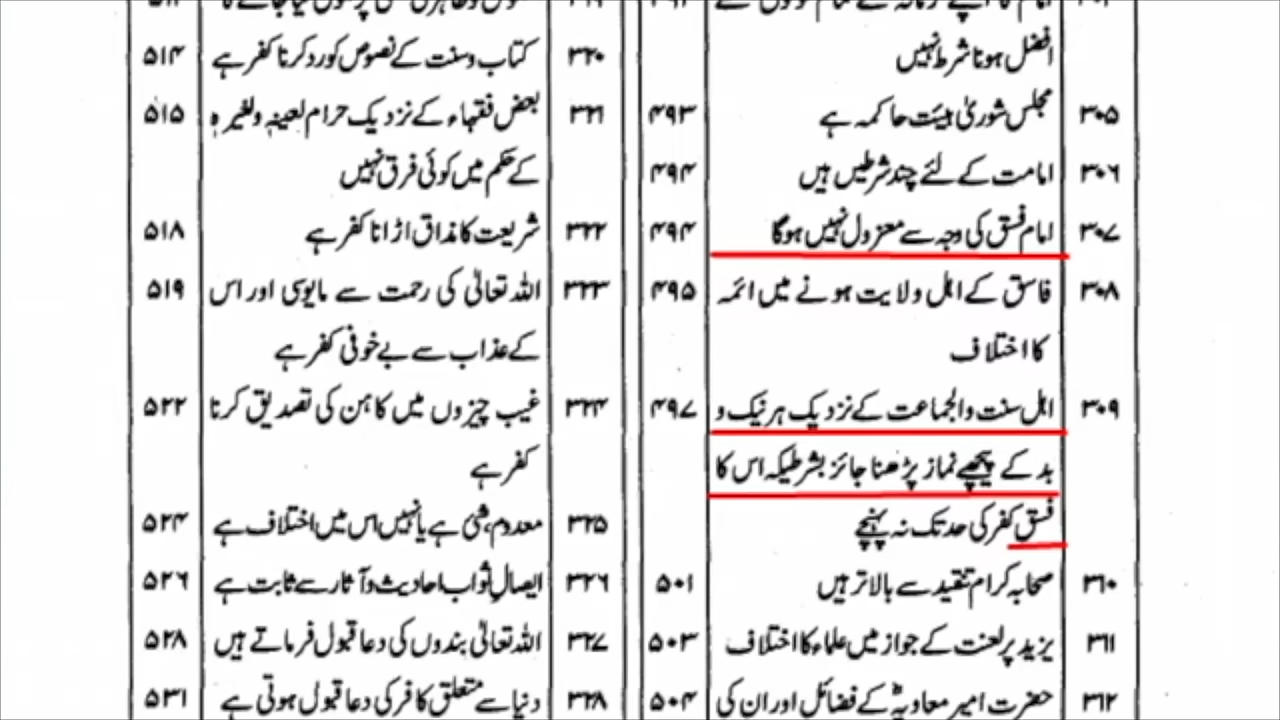 افضل ہونا شرط نہیں
۳۰۵ مجلس شوریٰ ہیئت حاکمہ ہے ۴۹۳
۳۰۶ امامت کے لئے چند شرطیں ہیں ۴۹۴
۳۰۷ امام فسق کی وجہ سے معزول نہیں ہوگا ۴۹۴
۳۰۸ فاسق کے اہل ولایت ہونے میں ائمہ ۴۹۵
کا اختلاف
۳۰۹ اہل سنت والجماعت کے نزدیک ہر نیک و ۴۹۷
بد کے پیچھے نماز پڑھنا جائز بشرطیکہ اس کا
فسق کفر کی حد تک نہ پہنچے
۳۶۰ صحابہ کرام تنقید سے بالاتر ہیں ۵۰۱
۳۶۱ یزید پر لعنت کے جواز میں علماء کا اختلاف ۵۰۳
۳۶۲ حضرت امیر معاویہؓ کے فضائل اور ان کی ۵۰۴
۳۲۰ کتاب وسنت کے نصوص کو رد کرنا کفر ہے ۵۱۴
۳۲۱ بعض فقہاء کے نزدیک حرام لعینہٖ ولغیرہٖ ۵۱۵
کے حکم میں کوئی فرق نہیں
۳۲۲ شریعت کا مذاق اڑانا کفر ہے ۵۱۸
۳۲۳ اللہ تعالیٰ کی رحمت سے مایوسی اور اس ۵۱۹
کے عذاب سے بے خوفی کفر ہے
۳۲۴ غیب چیزوں میں کاہن کی تصدیق کرنا ۵۲۲
کفر ہے
۳۲۵ معدوم، شئ ہے یا نہیں اس میں اختلاف ہے ۵۲۴
۳۲۶ ایصالِ ثواب احادیث و آثار سے ثابت ہے ۵۲۶
۳۲۷ اللہ تعالیٰ بندوں کی دعا قبول فرماتے ہیں ۵۲۸
۳۲۸ دنیا سے متعلق کافر کی دعا قبول ہوتی ہے ۵۳۱